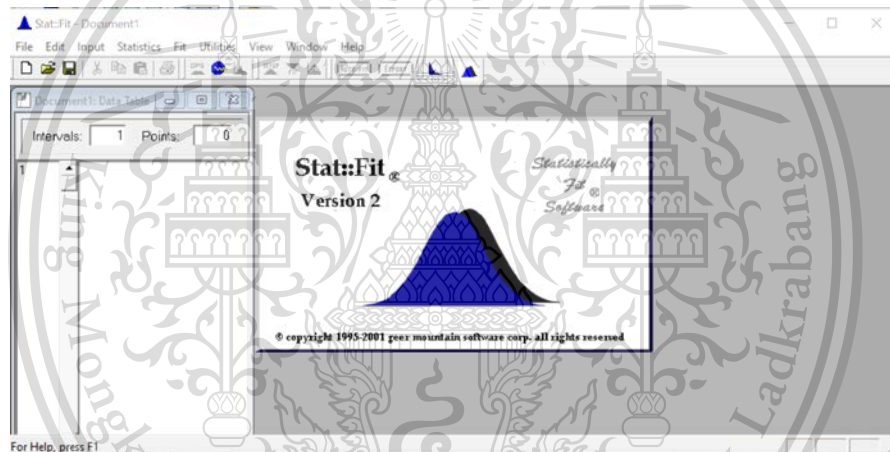 Stat::Fit - Document1
File Edit Input Statistics Fit Utilities View Window Help
Document1: Data Table
Intervals: 1 Points: 0
1
Stat::Fit ®
Version 2
Statistically
Fit ®
Software
© copyright 1995-2001 geer mountain software corp. all rights reserved
For Help, press F1
King
Mongk
Ladkrabang